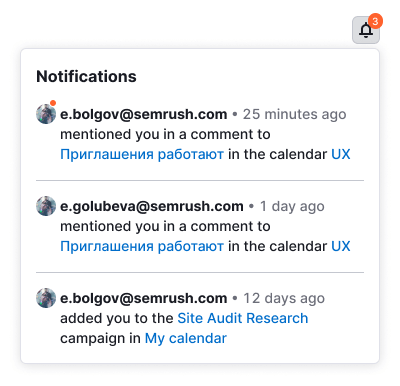 3
Notifications
e.bolgov@semrush.com • 25 minutes ago
mentioned you in a comment to
Приглашения работают in the calendar UX
e.golubeva@semrush.com • 1 day ago
mentioned you in a comment to
Приглашения работают in the calendar UX
e.bolgov@semrush.com • 12 days ago
added you to the Site Audit Research
campaign in My calendar